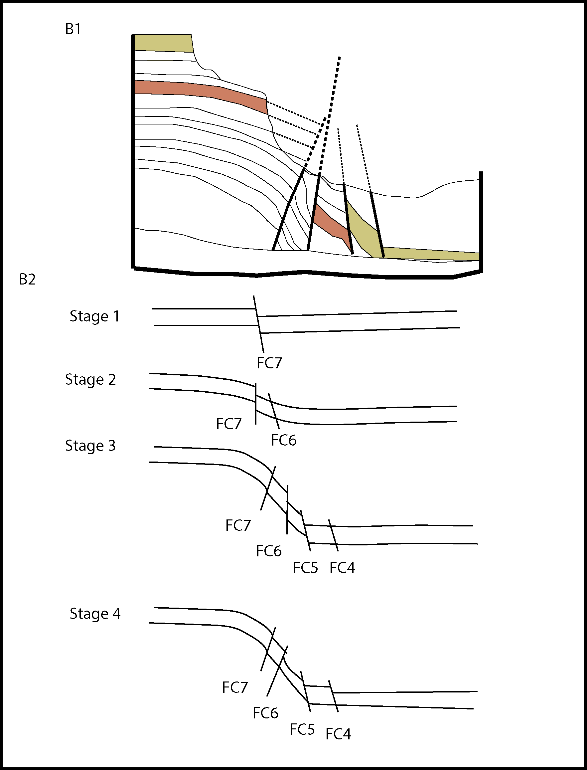 B1
B2
Stage 1
FC7
Stage 2
FC7
FC6
Stage 3
FC7
FC6
FC5 FC4
Stage 4
FC7
FC6
FC5 FC4